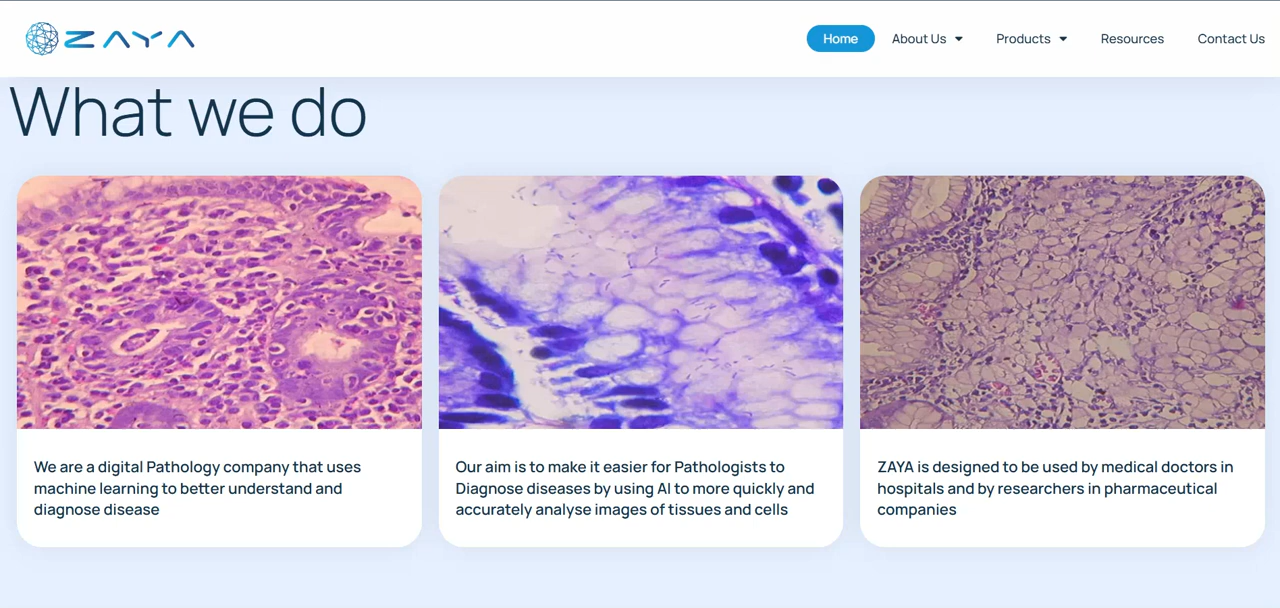 ZAYA
Home
About Us
Products
Resources
Contact Us
What we do
We are a digital Pathology company that uses
machine learning to better understand and
diagnose disease
Our aim is to make it easier for Pathologists to
Diagnose diseases by using AI to more quickly and
accurately analyse images of tissues and cells
ZAYA is designed to be used by medical doctors in
hospitals and by researchers in pharmaceutical
companies